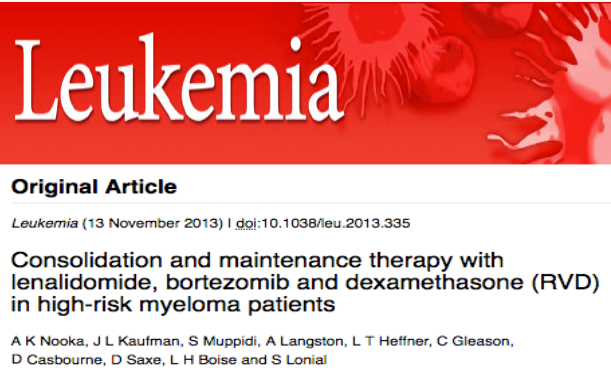 Leukemia
Original Article
Leukemia (13 November 2013) | doi:10.1038/leu.2013.335
Consolidation and maintenance therapy with
lenalidomide, bortezomib and dexamethasone (RVD)
in high-risk myeloma patients
A K Nooka, J L Kaufman, S Muppidi, A Langston, L T Heffner, C Gleason,
D Casbourne, D Saxe, L H Boise and S Lonial